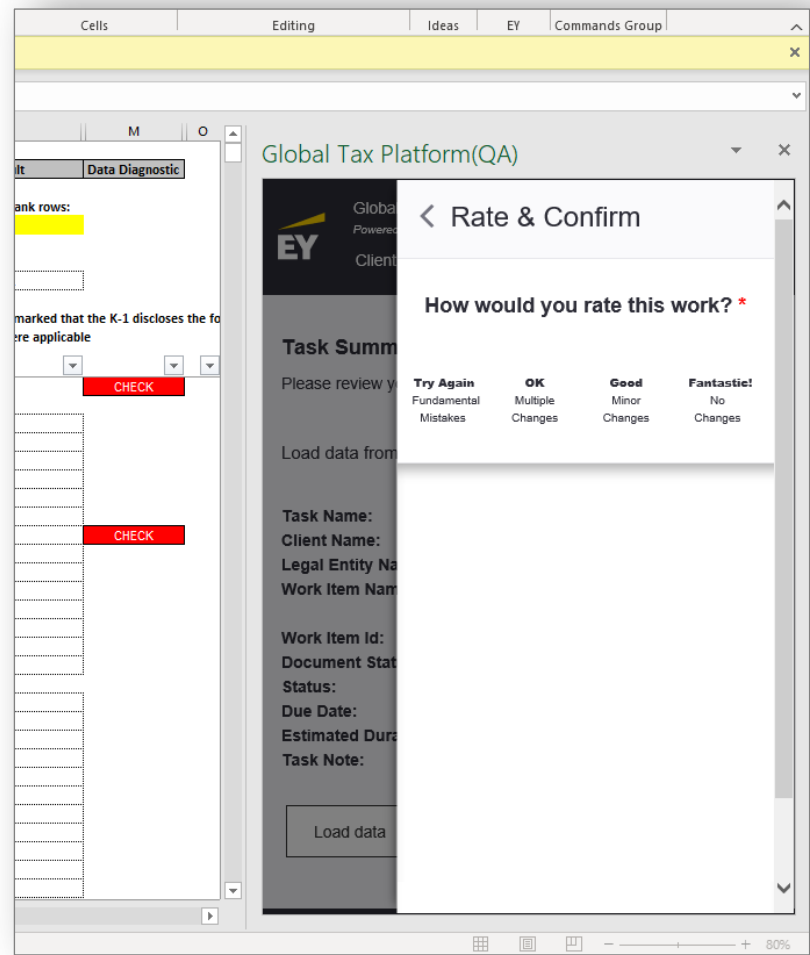 Cells Editing Ideas EY Commands Group
M O
Global Tax Platform(QA)
Data Diagnostic
ank rows:
marked that the K-1 discloses the fo
ere applicable
CHECK
CHECK
EY
Globa
Powered
Client
Rate & Confirm
How would you rate this work? *
Try Again OK Good Fantastic!
Fundamental Multiple Minor No
Mistakes Changes Changes Changes
Task Summ
Please review y
Load data from
Task Name:
Client Name:
Legal Entity Na
Work Item Nam
Work Item Id:
Document Stat
Status:
Due Date:
Estimated Dura
Task Note:
Load data
80%